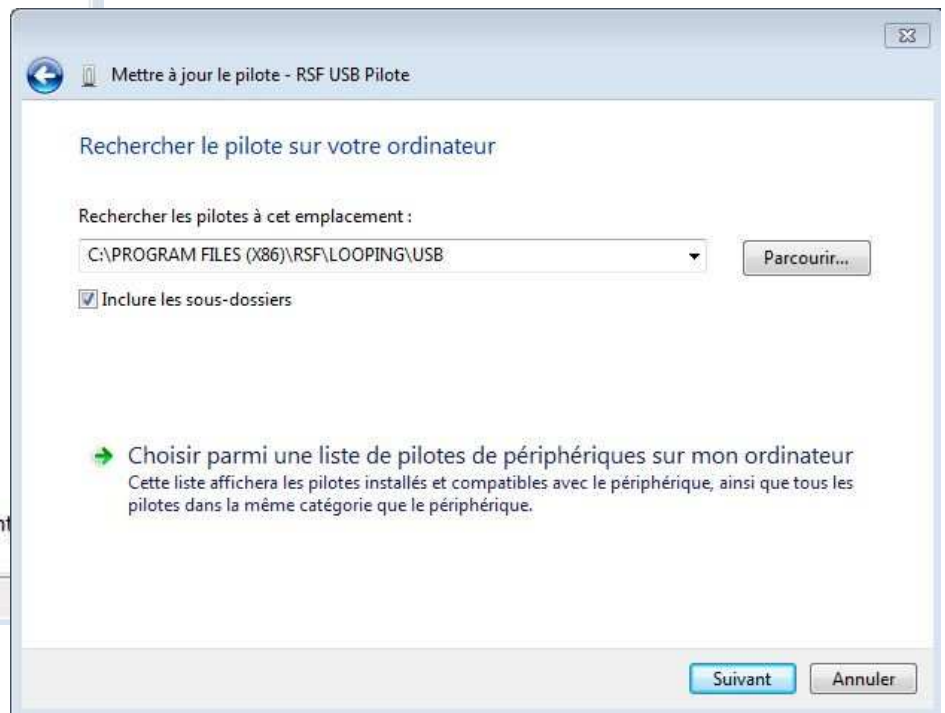 Mettre à jour le pilote - RSF USB Pilote
Rechercher le pilote sur votre ordinateur
Rechercher les pilotes à cet emplacement :
C:\PROGRAM FILES (X86)\RSF\LOOPING\USB
Parcourir...
Inclure les sous-dossiers
Choisir parmi une liste de pilotes de périphériques sur mon ordinateur
Cette liste affichera les pilotes installés et compatibles avec le périphérique, ainsi que tous les
pilotes dans la même catégorie que le périphérique.
Suivant
Annuler